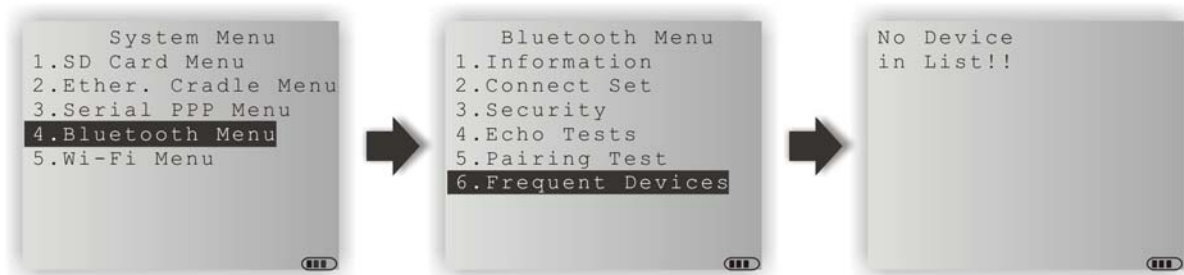 System Menu
1.SD Card Menu
2.Ether. Cradle Menu
3.Serial PPP Menu
4.Bluetooth Menu
5.Wi-Fi Menu
Bluetooth Menu
1.Information
2.Connect Set
3.Security
4.Echo Tests
5.Pairing Test
6.Frequent Devices
No Device
in List!!